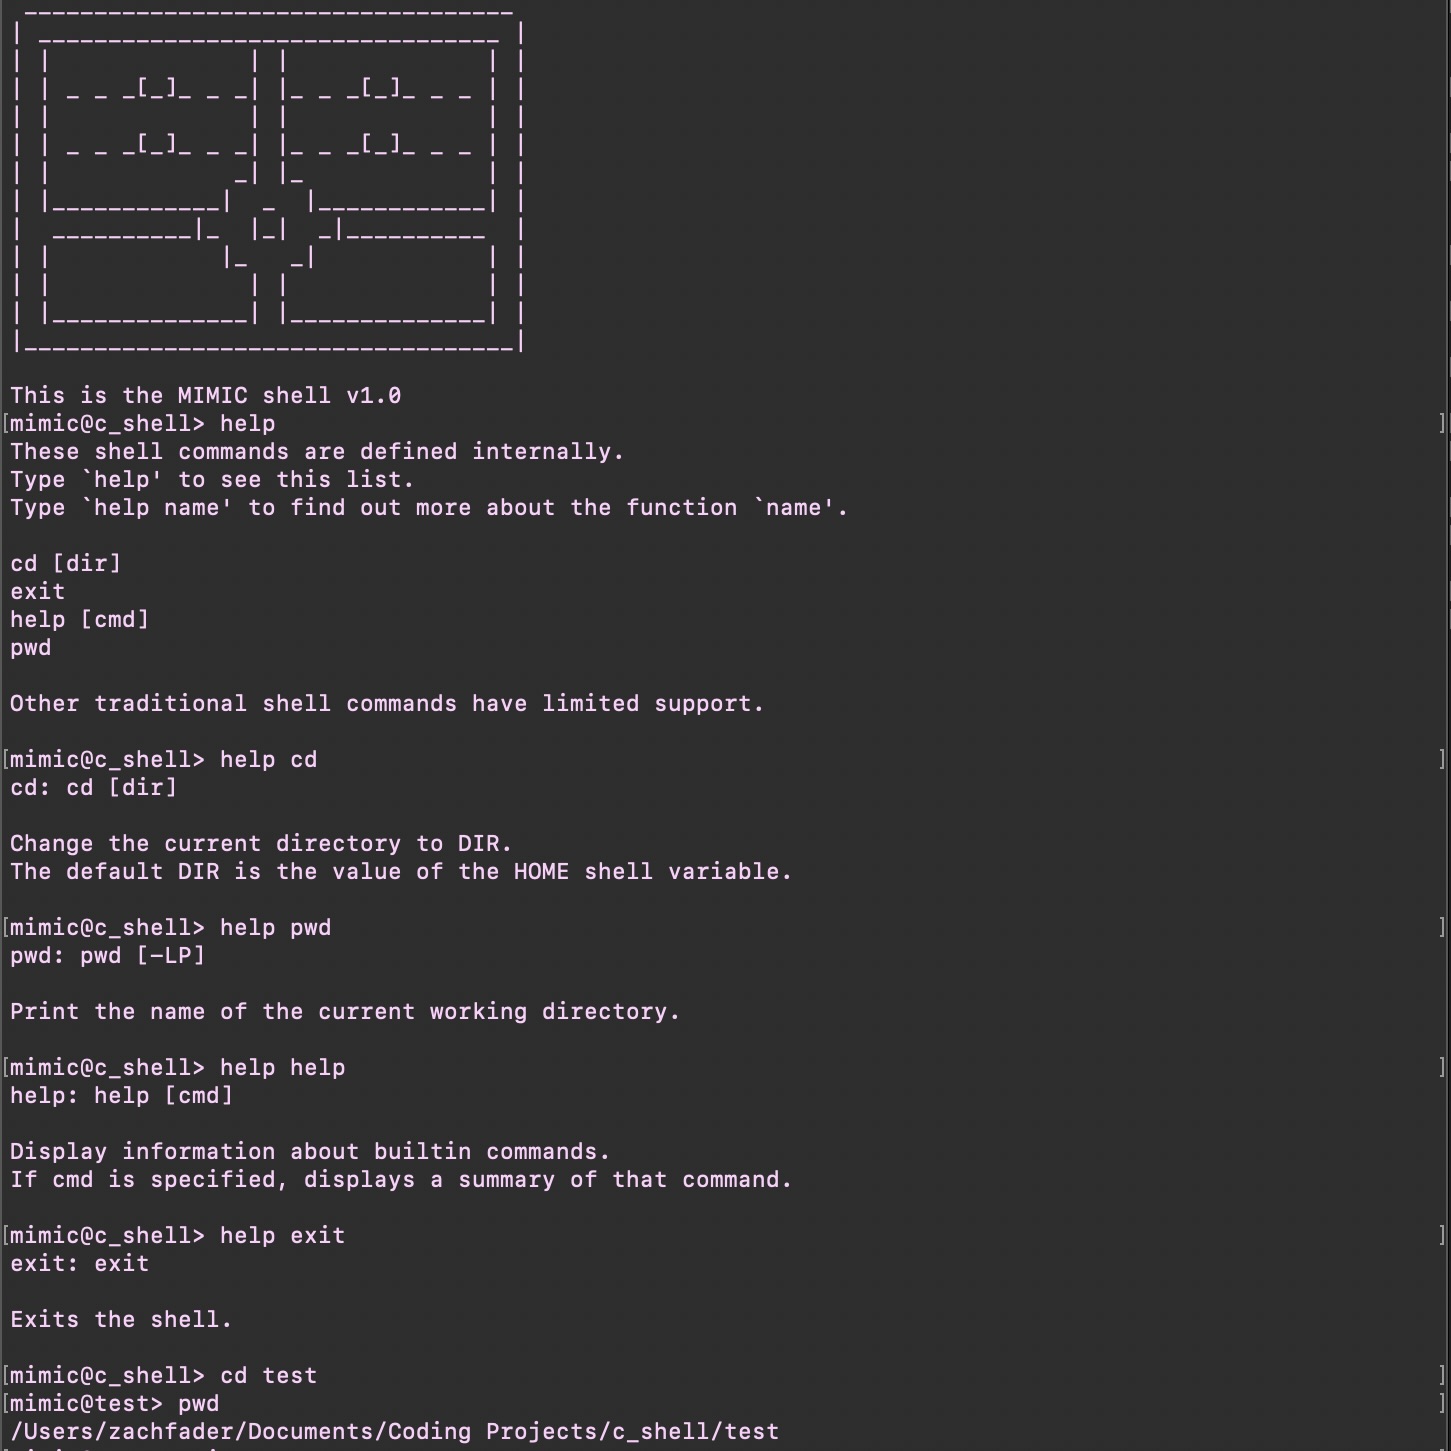 This is the MIMIC shell v1.0
[mimic@c_shell> help ]
These shell commands are defined internally.
Type `help' to see this list.
Type `help name' to find out more about the function `name'.
cd [dir]
exit
help [cmd]
pwd
Other traditional shell commands have limited support.
[mimic@c_shell> help cd ]
cd: cd [dir]
Change the current directory to DIR.
The default DIR is the value of the HOME shell variable.
[mimic@c_shell> help pwd ]
pwd: pwd [-LP]
Print the name of the current working directory.
[mimic@c_shell> help help ]
help: help [cmd]
Display information about builtin commands.
If cmd is specified, displays a summary of that command.
[mimic@c_shell> help exit ]
exit: exit
Exits the shell.
[mimic@c_shell> cd test ]
[mimic@test> pwd ]
/Users/zachfader/Documents/Coding Projects/c_shell/test